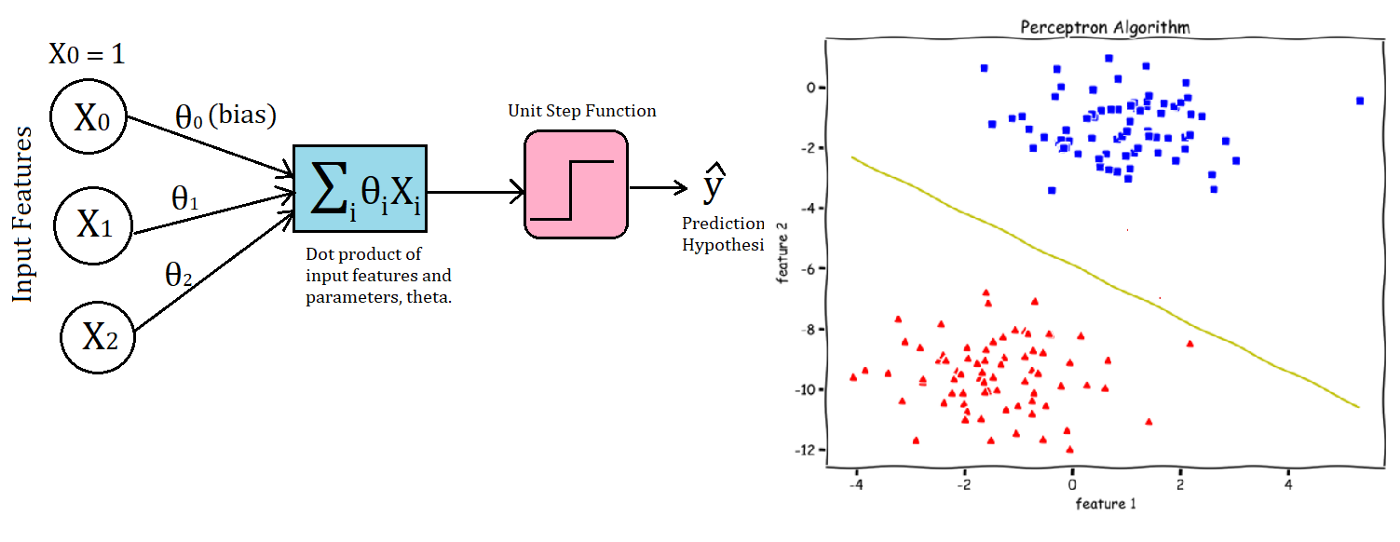 X0 = 1
Input Features
X0
θ0 (bias)
X1
θ1
X2
θ2
∑i θiXi
Dot product of
input features and
parameters, theta.
Unit Step Function
ŷ
Prediction
Hypothesi
Perceptron Algorithm
feature 2
0
-2
-4
-6
-8
-10
-12
-4
-2
0
2
4
feature 1